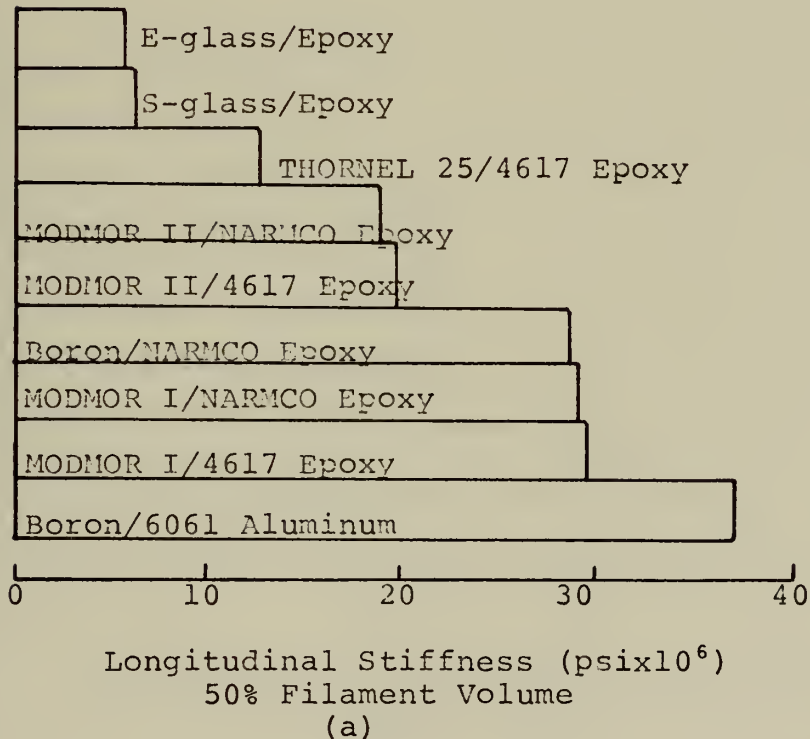 E-glass/Epoxy
S-glass/Epoxy
THORNEL 25/4617 Epoxy
MODMOR II/NARMCO Epoxy
MODMOR II/4617 Epoxy
Boron/NARMCO Epoxy
MODMOR I/NARMCO Epoxy
MODMOR I/4617 Epoxy
Boron/6061 Aluminum
0 10 20 30 40
Longitudinal Stiffness (psix10⁶)
50% Filament Volume
(a)